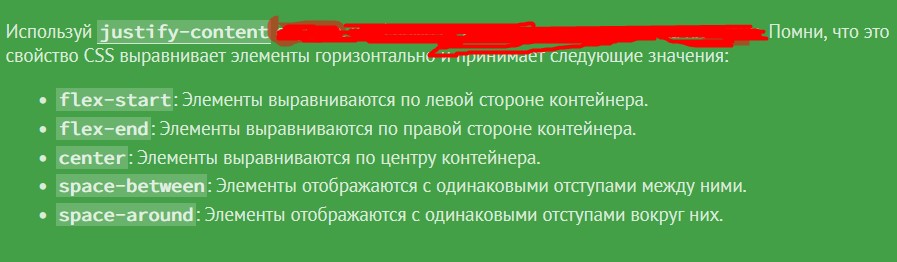 Используй justify-content Помни, что это
свойство CSS выравнивает элементы горизонтально и принимает следующие значения:
• flex-start: Элементы выравниваются по левой стороне контейнера.
• flex-end: Элементы выравниваются по правой стороне контейнера.
• center: Элементы выравниваются по центру контейнера.
• space-between: Элементы отображаются с одинаковыми отступами между ними.
• space-around: Элементы отображаются с одинаковыми отступами вокруг них.